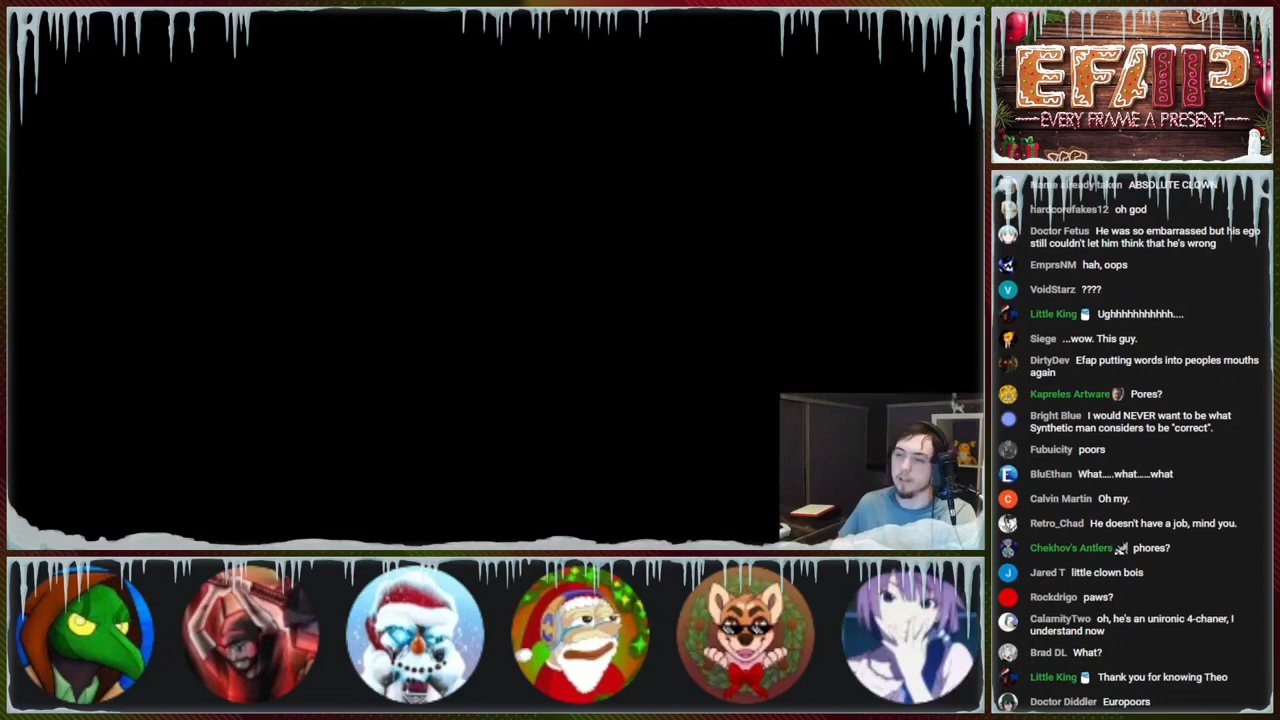 EFAP
EVERY FRAME A PRESENT
Name already taken ABSOLUTE CLOWN
hardcorefakes12 oh god
Doctor Fetus He was so embarrassed but his ego
still couldn't let him think that he's wrong
EmprsNM hah, oops
V VoidStarz ????
Little King Ughhhhhhhhhhh....
Siege ...wow. This guy.
DirtyDev Efap putting words into peoples mouths
again
Kapreles Artware Pores?
Bright Blue I would NEVER want to be what
Synthetic man considers to be "correct".
Fubuicity poors
E BluEthan What.....what......what
C Calvin Martin Oh my.
Retro_Chad He doesn't have a job, mind you.
Chekhov's Antlers phores?
J Jared T little clown bois
Rockdrigo paws?
CalamityTwo oh, he's an unironic 4-chaner, I
understand now
Brad DL What?
Little King Thank you for knowing Theo
Doctor Diddler Europoors